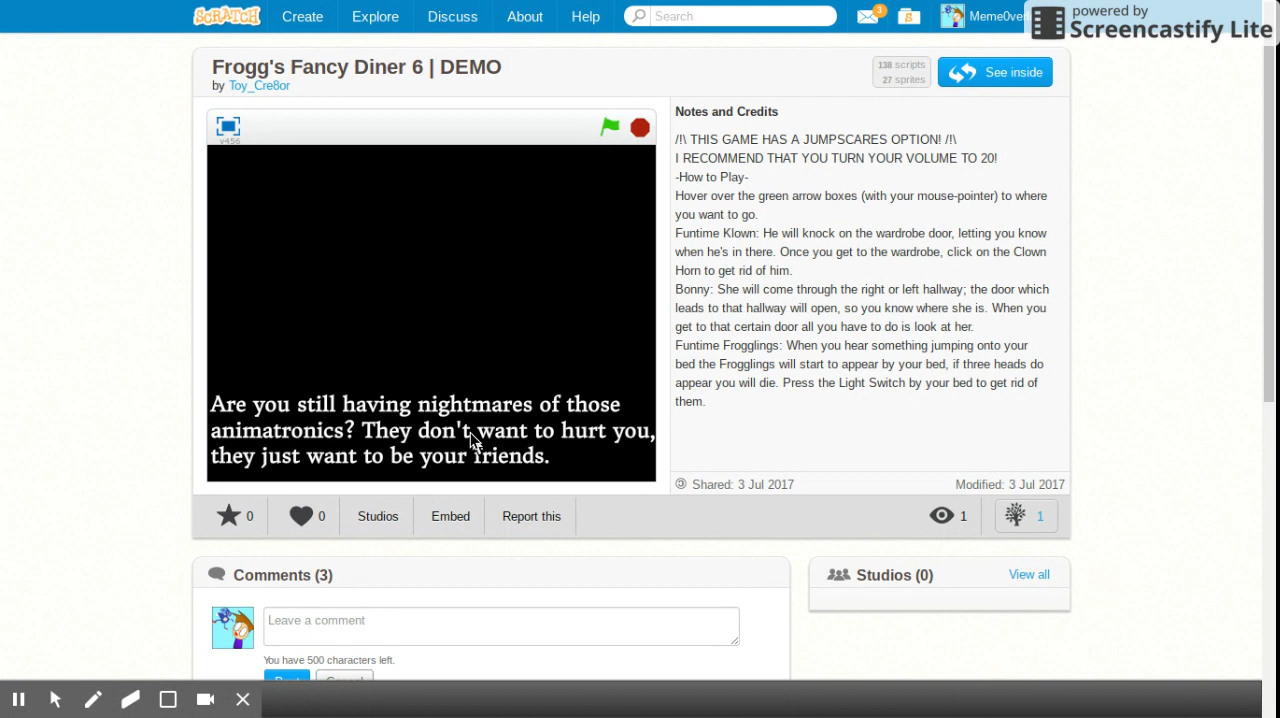 SCRATCH
Create
Explore
Discuss
About
Help
Search
3
powered by
Screencastify Lite
Frogg's Fancy Diner 6 | DEMO
by Toy_Cre8or
138 scripts
27 sprites
See inside
v456
Are you still having nightmares of those
animatronics? They don't want to hurt you,
they just want to be your friends.
Notes and Credits
/!\ THIS GAME HAS A JUMPSCARES OPTION! /!\
I RECOMMEND THAT YOU TURN YOUR VOLUME TO 20!
-How to Play-
Hover over the green arrow boxes (with your mouse-pointer) to where
you want to go.
Funtime Klown: He will knock on the wardrobe door, letting you know
when he's in there. Once you get to the wardrobe, click on the Clown
Horn to get rid of him.
Bonny: She will come through the right or left hallway; the door which
leads to that hallway will open, so you know where she is. When you
get to that certain door all you have to do is look at her.
Funtime Frogglings: When you hear something jumping onto your
bed the Frogglings will start to appear by your bed, if three heads do
appear you will die. Press the Light Switch by your bed to get rid of
them.
Shared: 3 Jul 2017
Modified: 3 Jul 2017
0
0
Studios
Embed
Report this
1
1
Comments (3)
Leave a comment
You have 500 characters left.
Studios (0)
View all